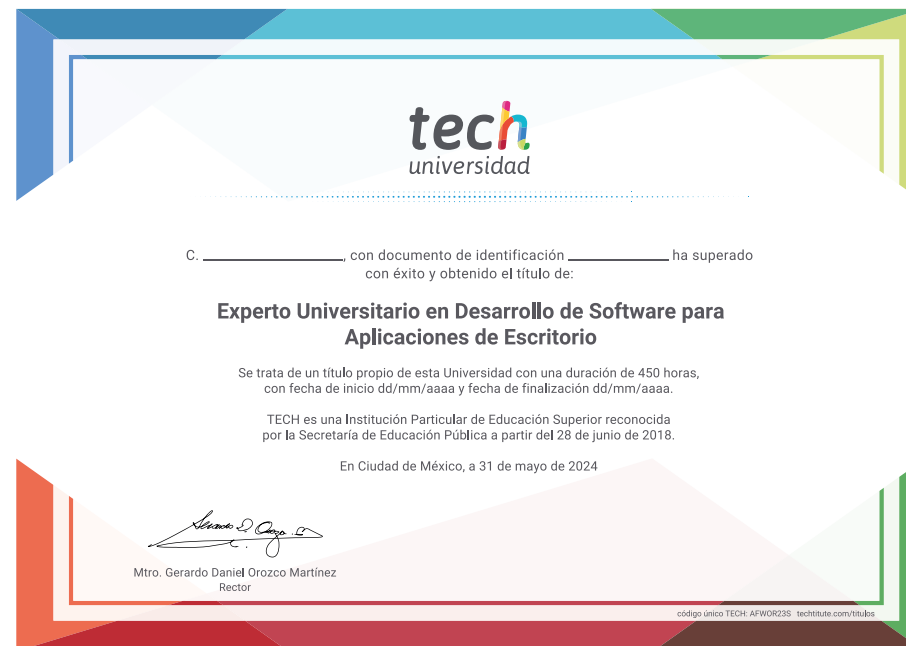 tech
universidad
C. ____________, con documento de identificación ____________ ha superado
con éxito y obtenido el título de:
Experto Universitario en Desarrollo de Software para
Aplicaciones de Escritorio
Se trata de un título propio de esta Universidad con una duración de 450 horas,
con fecha de inicio dd/mm/aaaa y fecha de finalización dd/mm/aaaa.
TECH es una Institución Particular de Educación Superior reconocida
por la Secretaría de Educación Pública a partir del 28 de junio de 2018.
En Ciudad de México, a 31 de mayo de 2024
Mtro. Gerardo Daniel Orozco Martínez
Rector
código único TECH: AFWOR23S techtitute.com/titulos